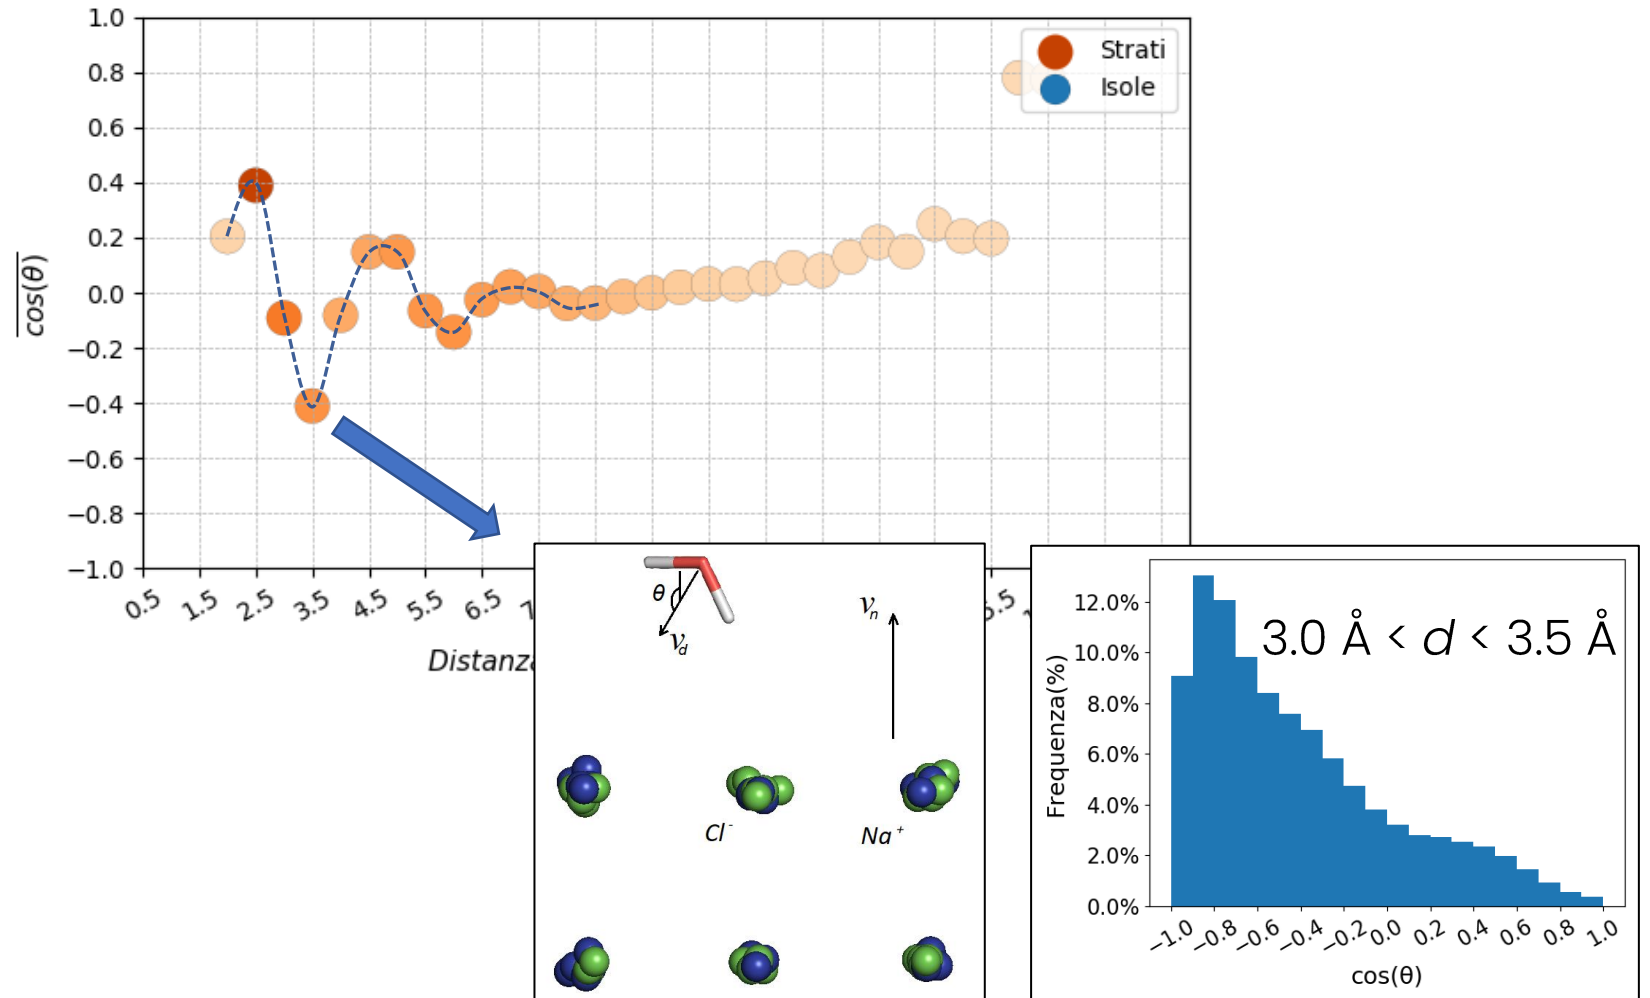 1.0
0.8
0.6
0.4
0.2
0.0
−0.2
−0.4
−0.6
−0.8
−1.0
cos(θ)
Strati
Isole
0.5 1.5 2.5 3.5 4.5 5.5 6.5
Distanza
θ
v_d
v_n
Cl⁻
Na⁺
3.0 Å < d < 3.5 Å
12.0%
10.0%
8.0%
6.0%
4.0%
2.0%
0.0%
Frequenza(%)
−1.0 −0.8 −0.6 −0.4 −0.2 0.0 0.2 0.4 0.6 0.8 1.0
cos(θ)